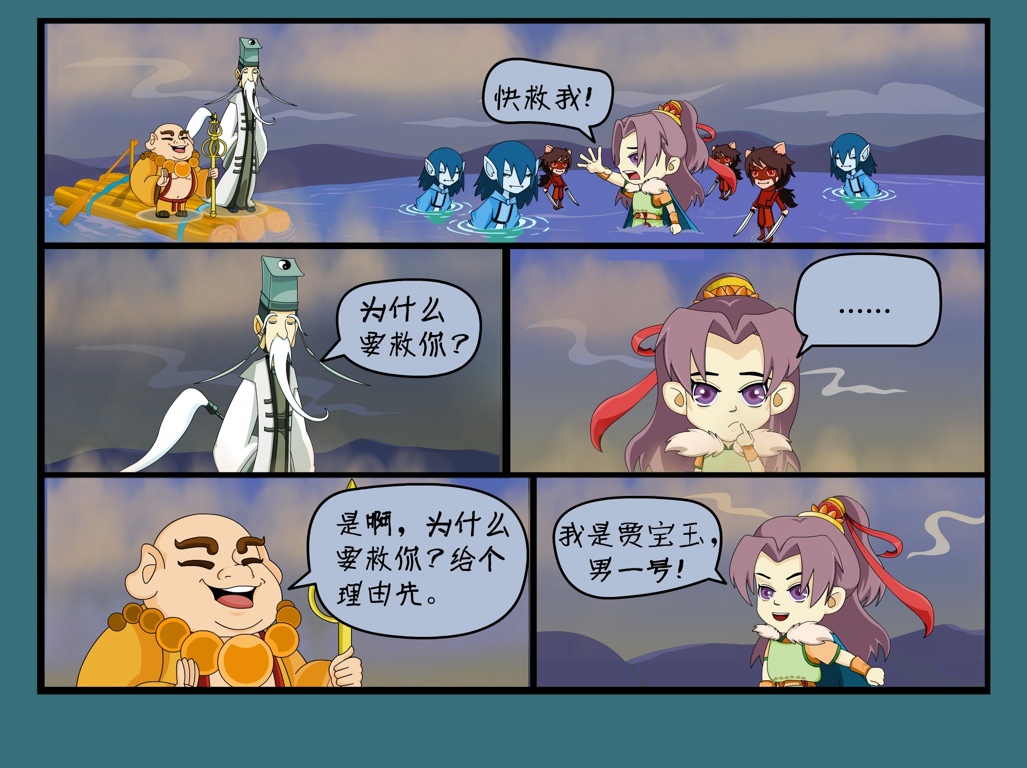 快救我！
为什么
要救你？
……
是啊，为什么
要救你？给个
理由先。
我是贾宝玉，
男一号！